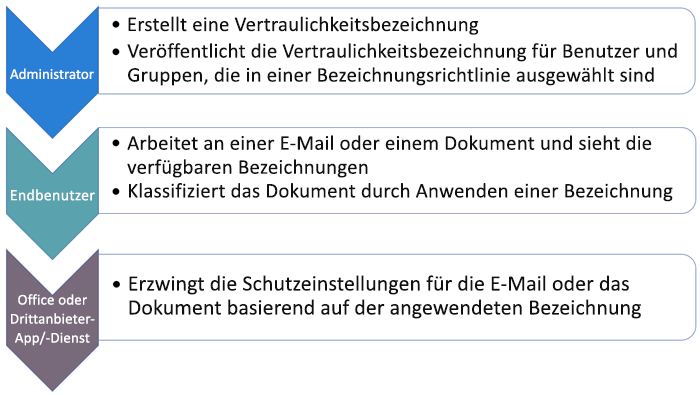 Administrator
• Erstellt eine Vertraulichkeitsbezeichnung
• Veröffentlicht die Vertraulichkeitsbezeichnung für Benutzer und
Gruppen, die in einer Bezeichnungsrichtlinie ausgewählt sind
Endbenutzer
• Arbeitet an einer E-Mail oder einem Dokument und sieht die
verfügbaren Bezeichnungen
• Klassifiziert das Dokument durch Anwenden einer Bezeichnung
Office oder
Drittanbieter-
App/-Dienst
• Erzwingt die Schutzeinstellungen für die E-Mail oder das
Dokument basierend auf der angewendeten Bezeichnung